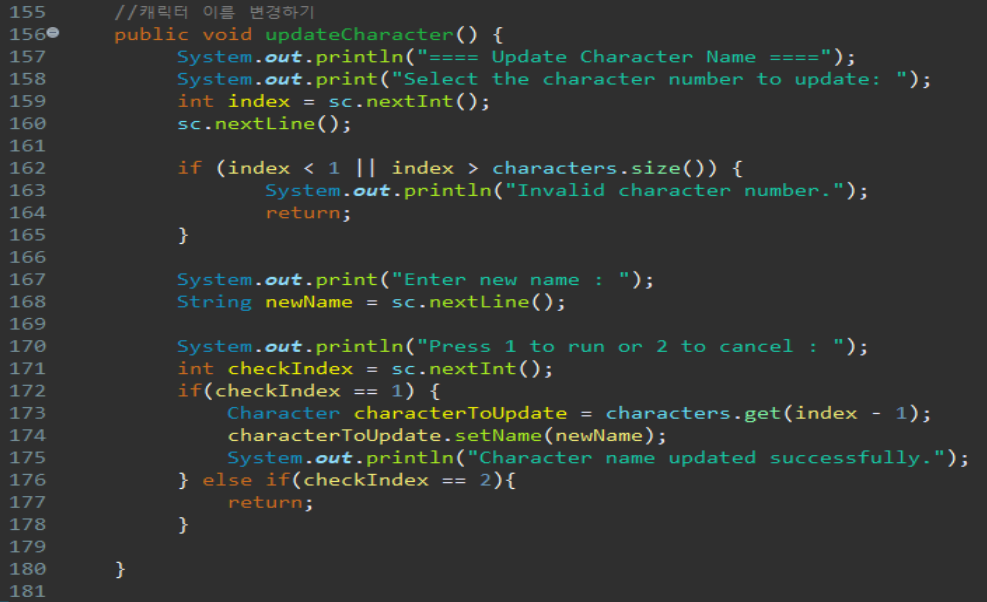 155 //캐릭터 이름 변경하기
156 public void updateCharacter() {
157 System.out.println("==== Update Character Name ====");
158 System.out.print("Select the character number to update: ");
159 int index = sc.nextInt();
160 sc.nextLine();
161
162 if (index < 1 || index > characters.size()) {
163 System.out.println("Invalid character number.");
164 return;
165 }
166
167 System.out.print("Enter new name : ");
168 String newName = sc.nextLine();
169
170 System.out.println("Press 1 to run or 2 to cancel : ");
171 int checkIndex = sc.nextInt();
172 if(checkIndex == 1) {
173 Character characterToUpdate = characters.get(index - 1);
174 characterToUpdate.setName(newName);
175 System.out.println("Character name updated successfully.");
176 } else if(checkIndex == 2){
177 return;
178 }
179
180 }
181